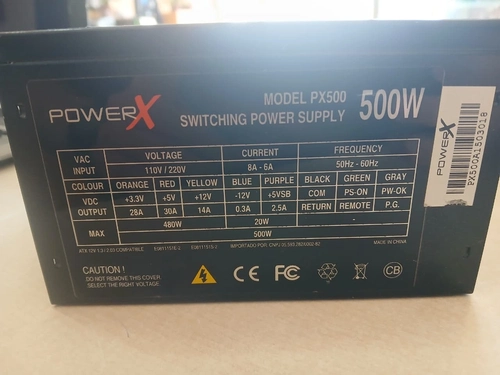 POWERX
MODEL PX500
SWITCHING POWER SUPPLY
500W
VAC INPUT VOLTAGE CURRENT FREQUENCY
110V / 220V 8A - 6A 50Hz - 60Hz
COLOUR ORANGE RED YELLOW BLUE PURPLE BLACK GREEN GRAY
VDC OUTPUT +3.3V +5V +12V -12V +5VSB COM PS-ON PW-OK
28A 30A 14A 0.3A 2.5A RETURN REMOTE P.G.
MAX 480W 20W
500W
MADE IN CHINA
CAUTION !
DO NOT REMOVE THIS COVER
SELECT THE RIGHT VOLTAGE.
4
CE
FC
CB
POWERX
PX500A1503018